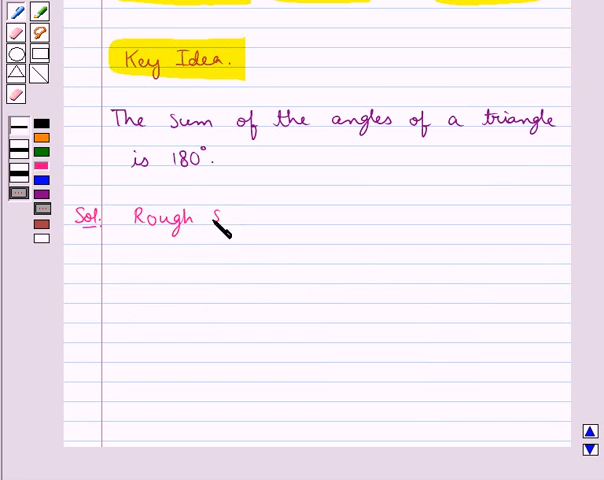 Key Idea.
The sum of the angles of a triangle
is 180°.
Sol. Rough S